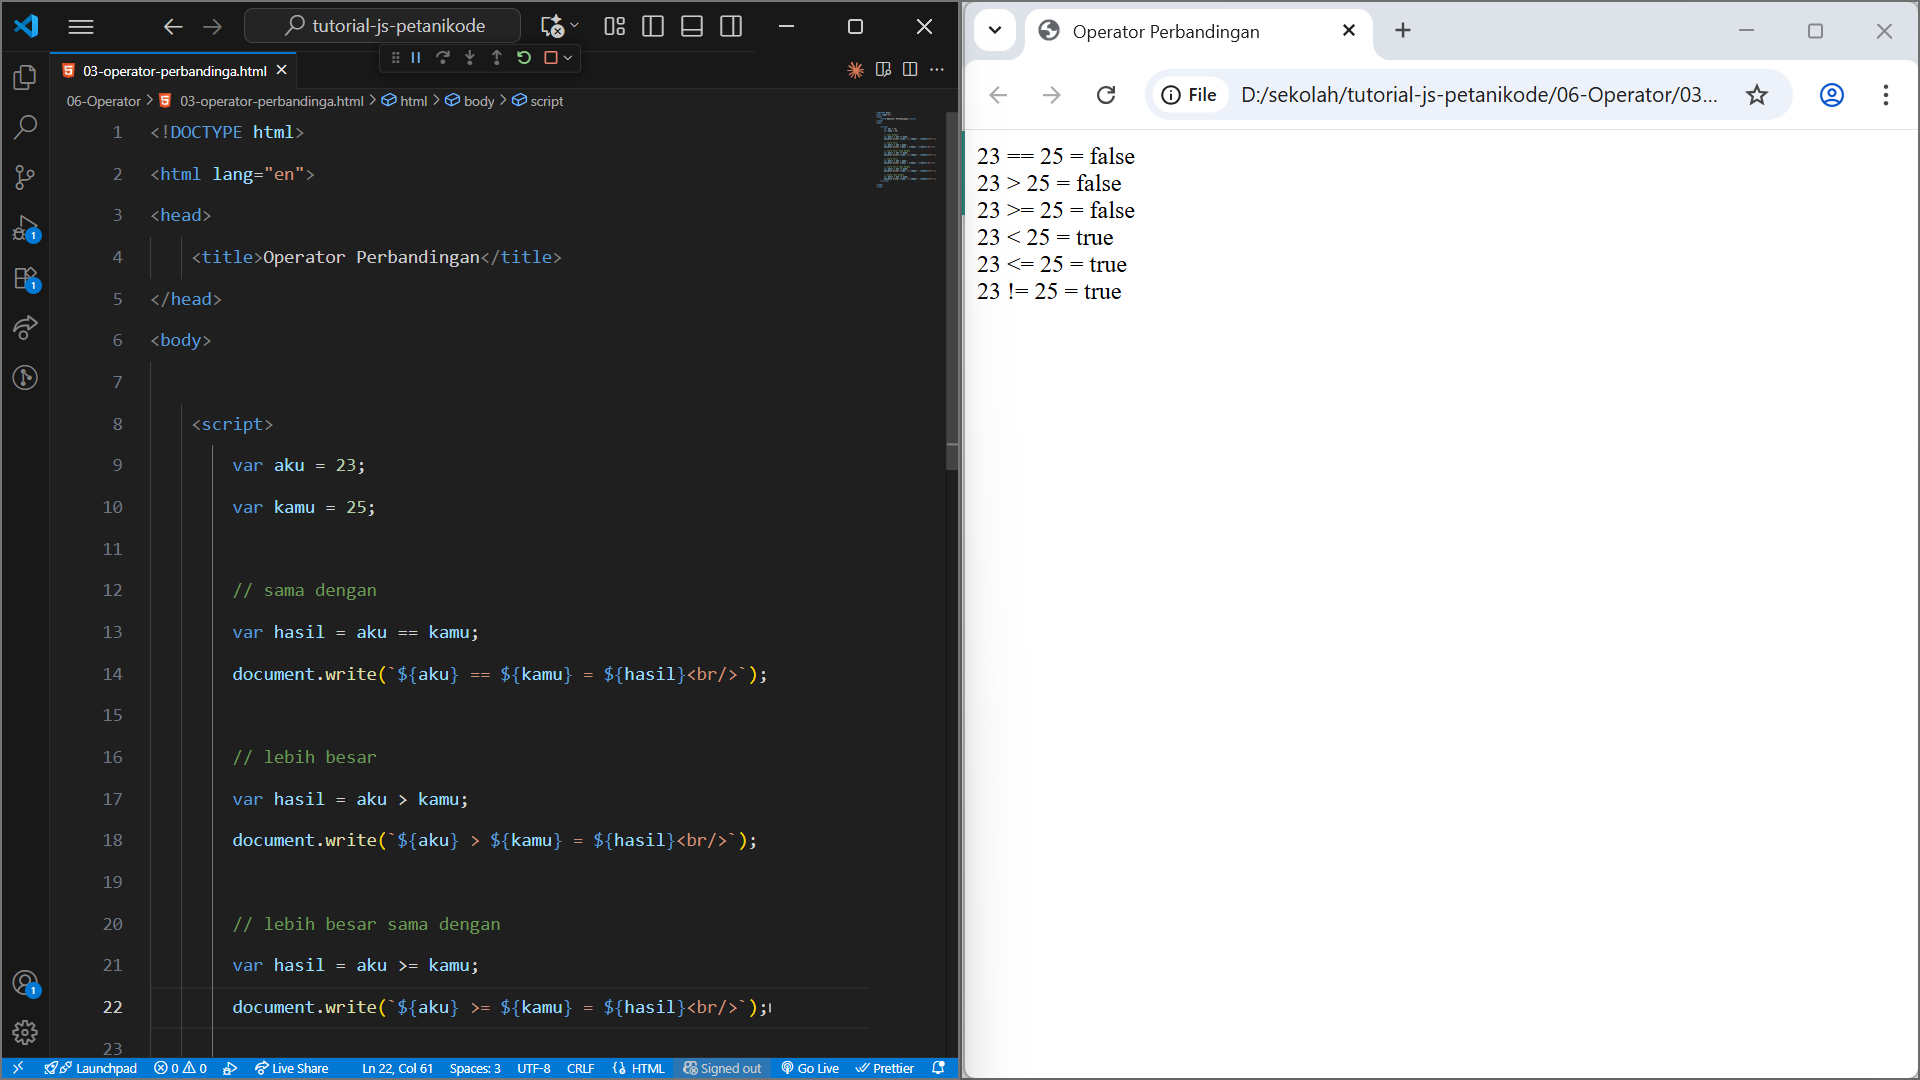 tutorial-js-petanikode
03-operator-perbandinga.html
06-Operator > 03-operator-perbandinga.html > html > body > script
1 <!DOCTYPE html>
2 <html lang="en">
3 <head>
4 <title>Operator Perbandingan</title>
5 </head>
6 <body>
7
8 <script>
9 var aku = 23;
10 var kamu = 25;
11
12 // sama dengan
13 var hasil = aku == kamu;
14 document.write(`${aku} == ${kamu} = ${hasil}<br/>`);
15
16 // lebih besar
17 var hasil = aku > kamu;
18 document.write(`${aku} > ${kamu} = ${hasil}<br/>`);
19
20 // lebih besar sama dengan
21 var hasil = aku >= kamu;
22 document.write(`${aku} >= ${kamu} = ${hasil}<br/>`);
23
1
1
1
Launchpad 0 0 Live Share Ln 22, Col 61 Spaces: 3 UTF-8 CRLF HTML Signed out Go Live Prettier
Operator Perbandingan
File D:/sekolah/tutorial-js-petanikode/06-Operator/03...
23 == 25 = false
23 > 25 = false
23 >= 25 = false
23 < 25 = true
23 <= 25 = true
23 != 25 = true